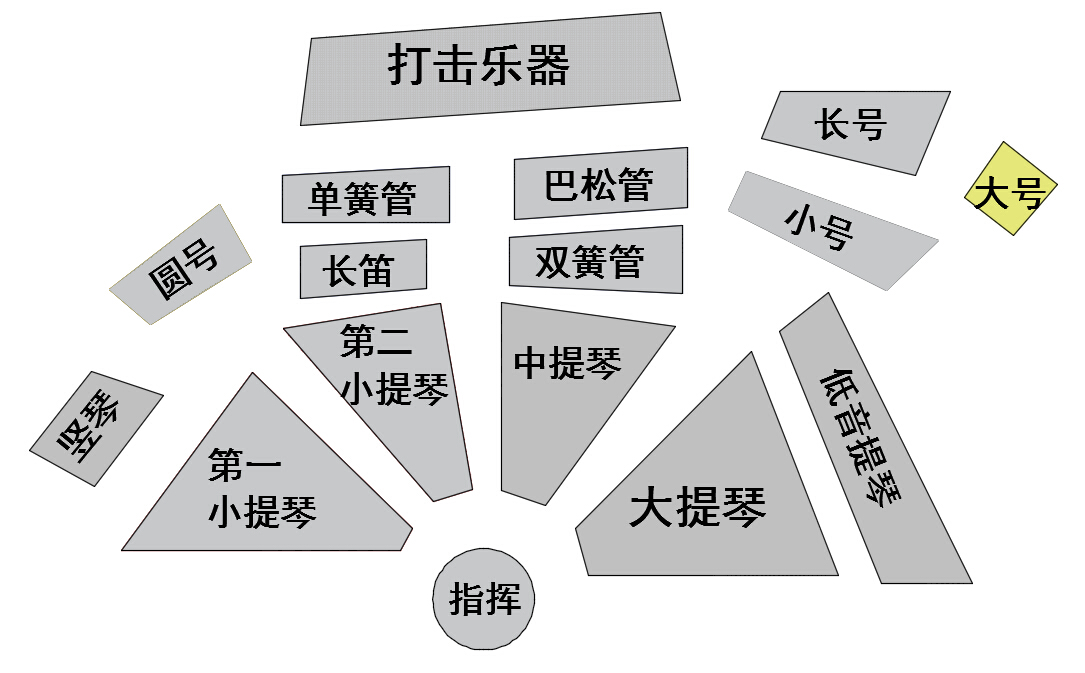 打击乐器
长号
大号
单簧管
巴松管
小号
圆号
长笛
双簧管
第二
小提琴
中提琴
竖琴
第一
小提琴
大提琴
低音提琴
指挥